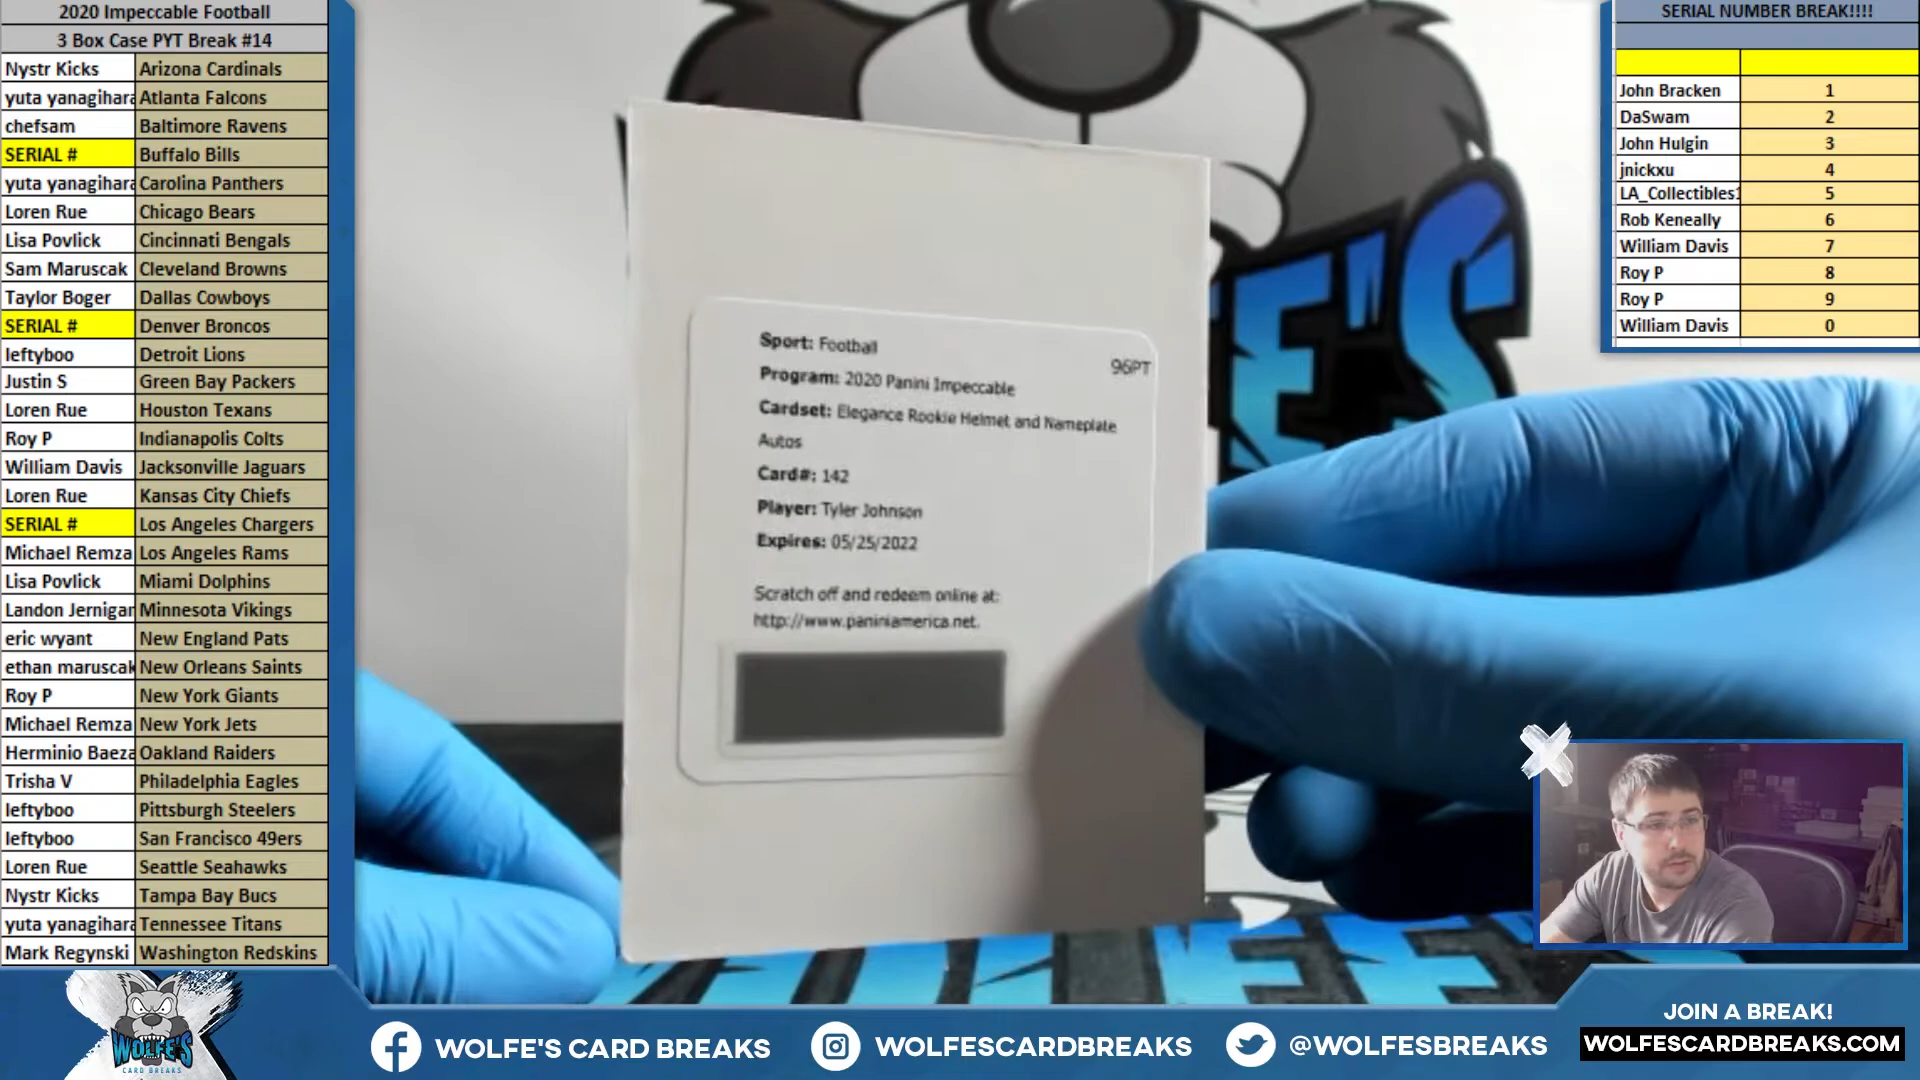 2020 Impeccable Football
3 Box Case PYT Break #14
Nystr Kicks Arizona Cardinals
yuta yanagihara Atlanta Falcons
chefsam Baltimore Ravens
SERIAL # Buffalo Bills
yuta yanagihara Carolina Panthers
Loren Rue Chicago Bears
Lisa Povlick Cincinnati Bengals
Sam Maruscak Cleveland Browns
Taylor Boger Dallas Cowboys
SERIAL # Denver Broncos
leftyboo Detroit Lions
Justin S Green Bay Packers
Loren Rue Houston Texans
Roy P Indianapolis Colts
William Davis Jacksonville Jaguars
Loren Rue Kansas City Chiefs
SERIAL # Los Angeles Chargers
Michael Remza Los Angeles Rams
Lisa Povlick Miami Dolphins
Landon Jernigan Minnesota Vikings
eric wyant New England Pats
ethan maruscak New Orleans Saints
Roy P New York Giants
Michael Remza New York Jets
Herminio Baeza Oakland Raiders
Trisha V Philadelphia Eagles
leftyboo Pittsburgh Steelers
leftyboo San Francisco 49ers
Loren Rue Seattle Seahawks
Nystr Kicks Tampa Bay Bucs
yuta yanagihara Tennessee Titans
Mark Regynski Washington Redskins
Sport: Football
96PT
Program: 2020 Panini Impeccable
Cardset: Elegance Rookie Helmet and Nameplate
Autos
Card#: 142
Player: Tyler Johnson
Expires: 05/25/2022
Scratch off and redeem online at:
http://www.paniniamerica.net.
FE'S
SERIAL NUMBER BREAK!!!!
John Bracken 1
DaSwam 2
John Hulgin 3
jnickxu 4
LA_Collectibles1 5
Rob Keneally 6
William Davis 7
Roy P 8
Roy P 9
William Davis 0
WOLFE'S
CARD BREAKS
WOLFE'S CARD BREAKS
WOLFESCARDBREAKS
@WOLFESBREAKS
JOIN A BREAK!
WOLFESCARDBREAKS.COM